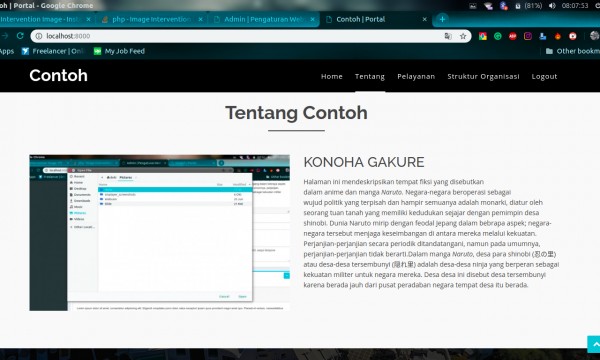 oh | Portal - Google Chrome
(81%) 08:07:53
Intervention Image - Inst
php - Image Intervention
Admin | Pengaturan Web
Contoh | Portal
localhost:8000
Apps Freelancer | Onli My Job Feed Other bookm
Contoh Home Tentang Pelayanan Struktur Organisasi Logout
Tentang Contoh
KONOHA GAKURE
Halaman ini mendeskripsikan tempat fiksi yang disebutkan
dalam anime dan manga Naruto. Negara-negara beroperasi sebagai
wujud politik yang terpisah dan hampir semuanya adalah monarki, diatur oleh
seorang tuan tanah yang memiliki kedudukan sejajar dengan pemimpin desa
shinobi. Dunia Naruto mirip dengan feodal jepang dalam bebrapa aspek; negara-
negara tersebut menjaga keseimbangan di antara mereka melalui kekuatan.
Perjanjian-perjanjian secara periodik ditandatangani, namun pada umumnya,
perjanjian-perjanjian tidak berarti.Dalam manga Naruto, desa para shinobi (忍の里)
atau desa-desa tersembunyi (隠れ里) adalah desa-desa ninja yang berperan sebagai
kekuatan militer untuk negara mereka. Desa desa ini disebut desa tersembunyi
karena berada jauh dari pusat peradaban negara tempat desa itu berada.